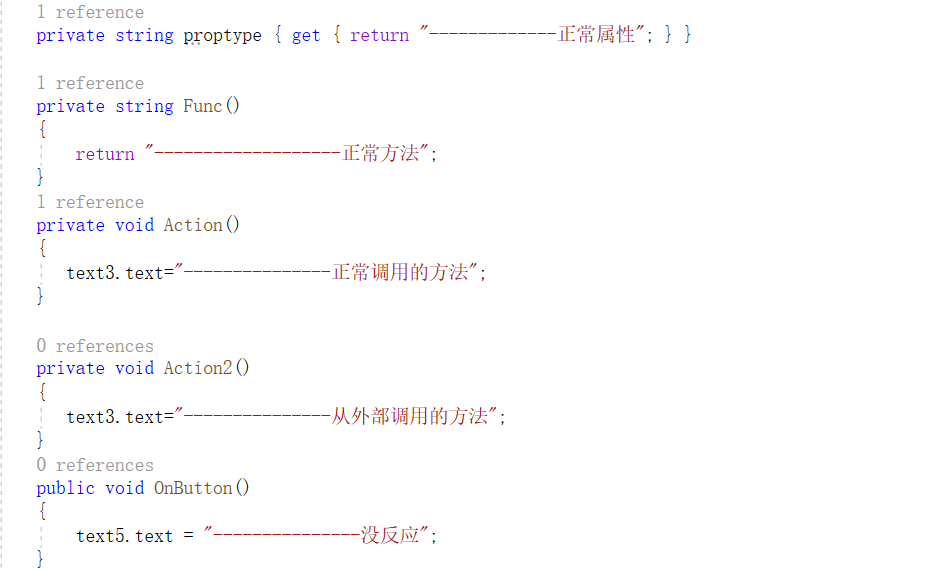 1 reference
private string proptype { get { return "-------------正常属性"; } }
1 reference
private string Func()
{
return "-------------------正常方法";
}
1 reference
private void Action()
{
text3.text="---------------正常调用的方法";
}
0 references
private void Action2()
{
text3.text="---------------从外部调用的方法";
}
0 references
public void OnButton()
{
text5.text = "---------------没反应";
}